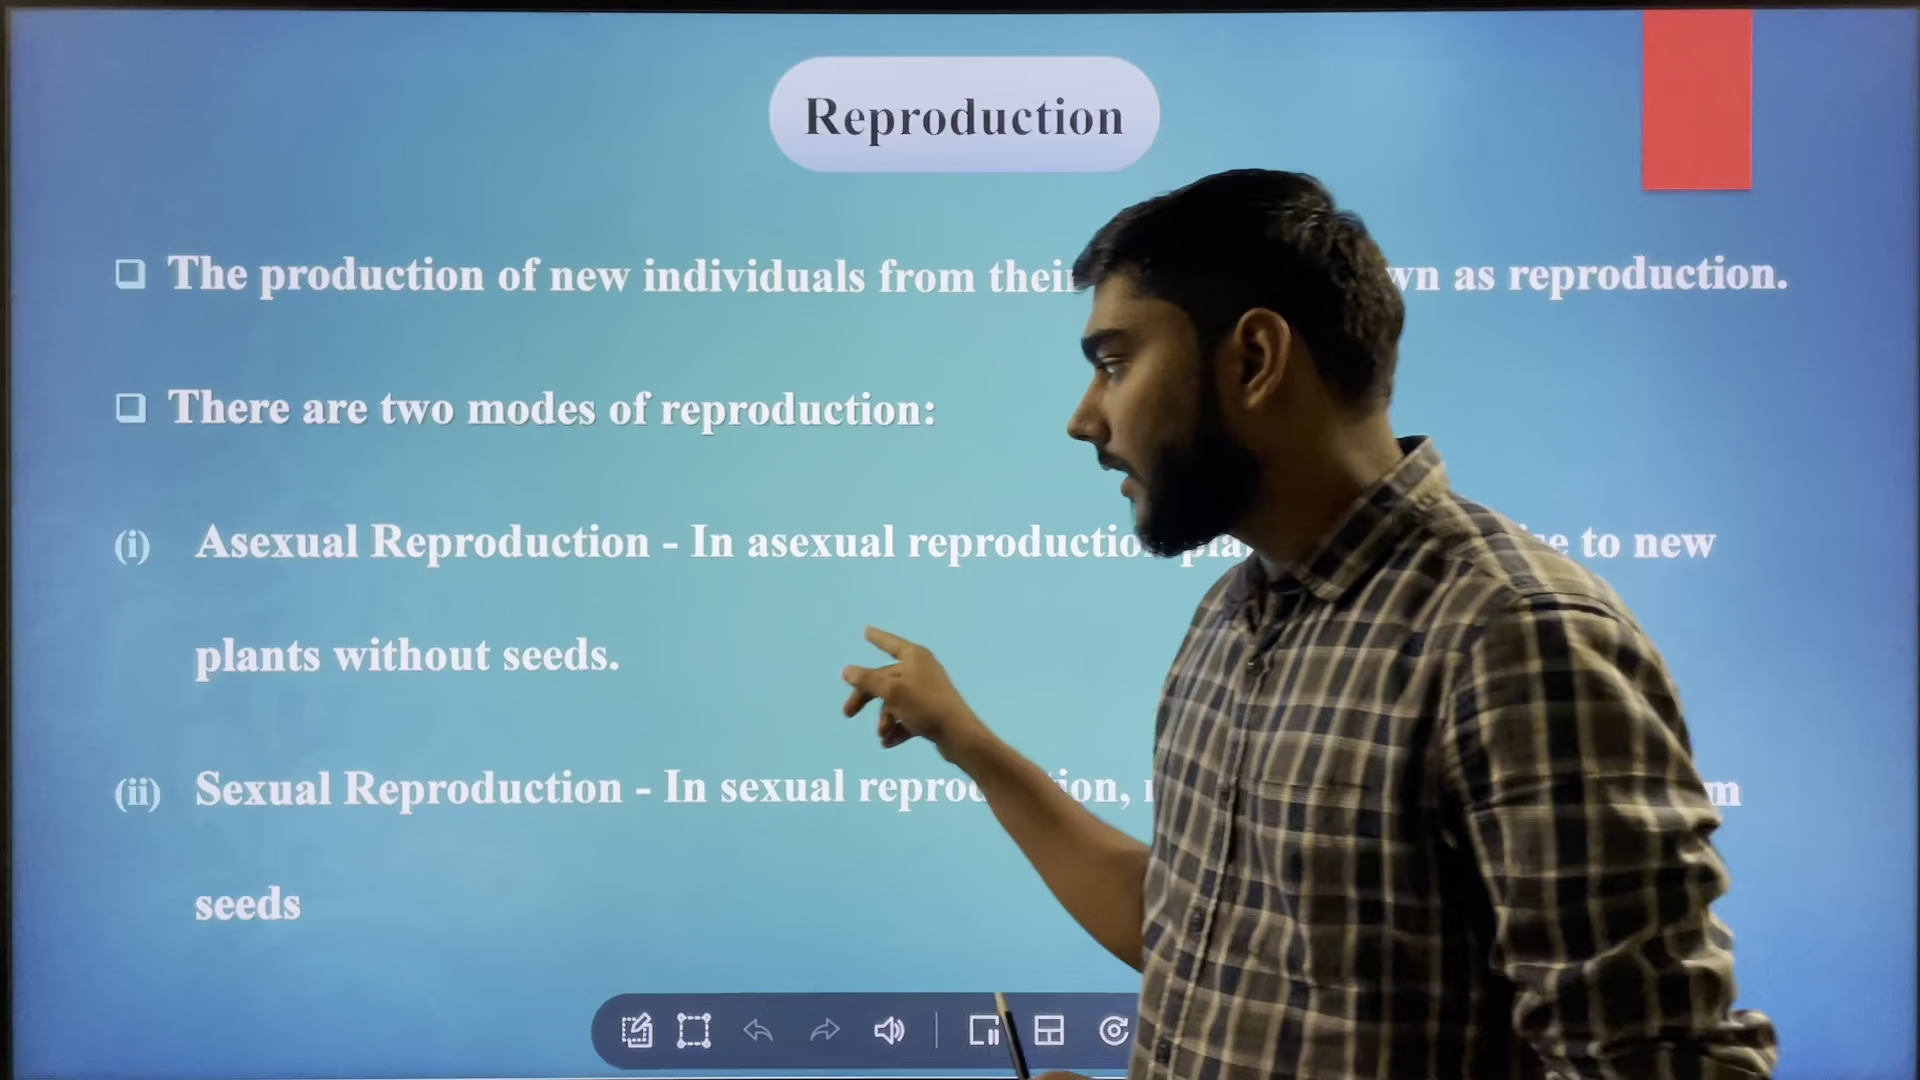 Reproduction
The production of new individuals from their wn as reproduction.
There are two modes of reproduction:
(i) Asexual Reproduction - In asexual reproduction to new
plants without seeds.
(ii) Sexual Reproduction - In sexual reproduction,
seeds